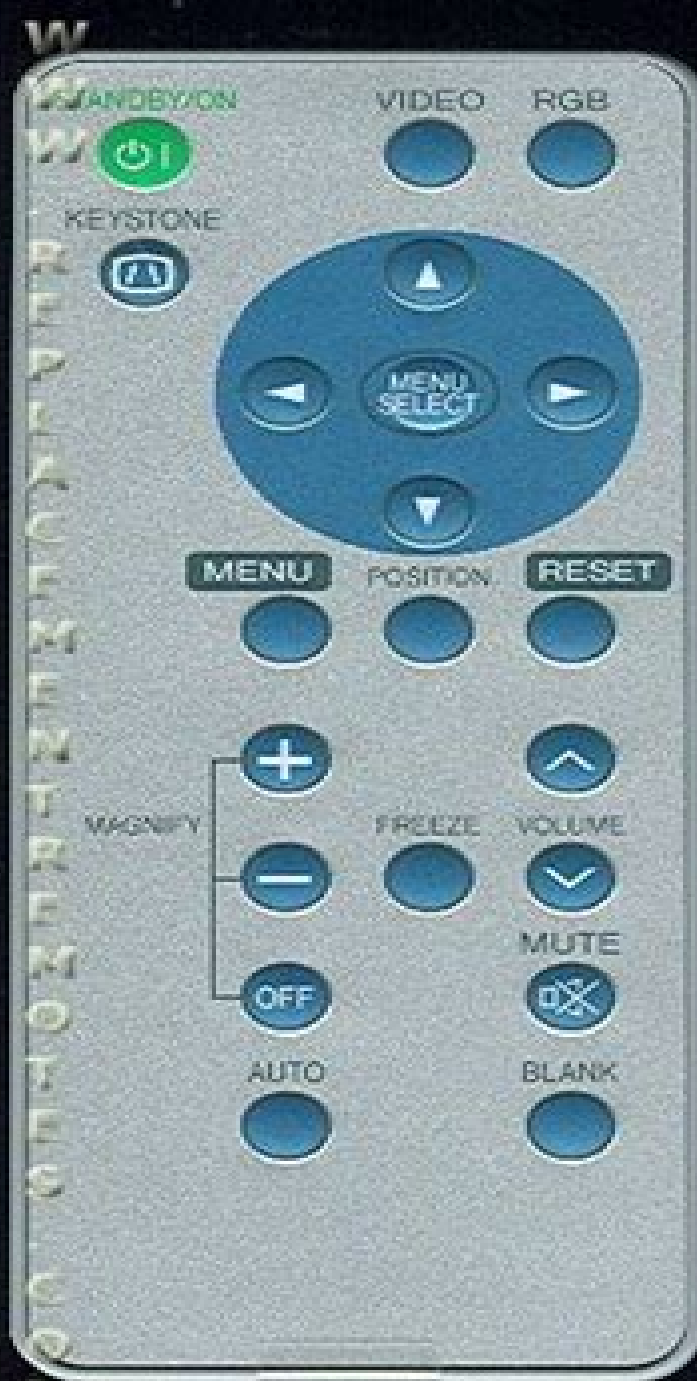 STANDBY/ON VIDEO RGB
KEYSTONE
MENU
SELECT
MENU POSITION RESET
MAGNIFY FREEZE VOLUME
OFF MUTE
AUTO BLANK
WWW.REPLACEMENTREMOTES.CO